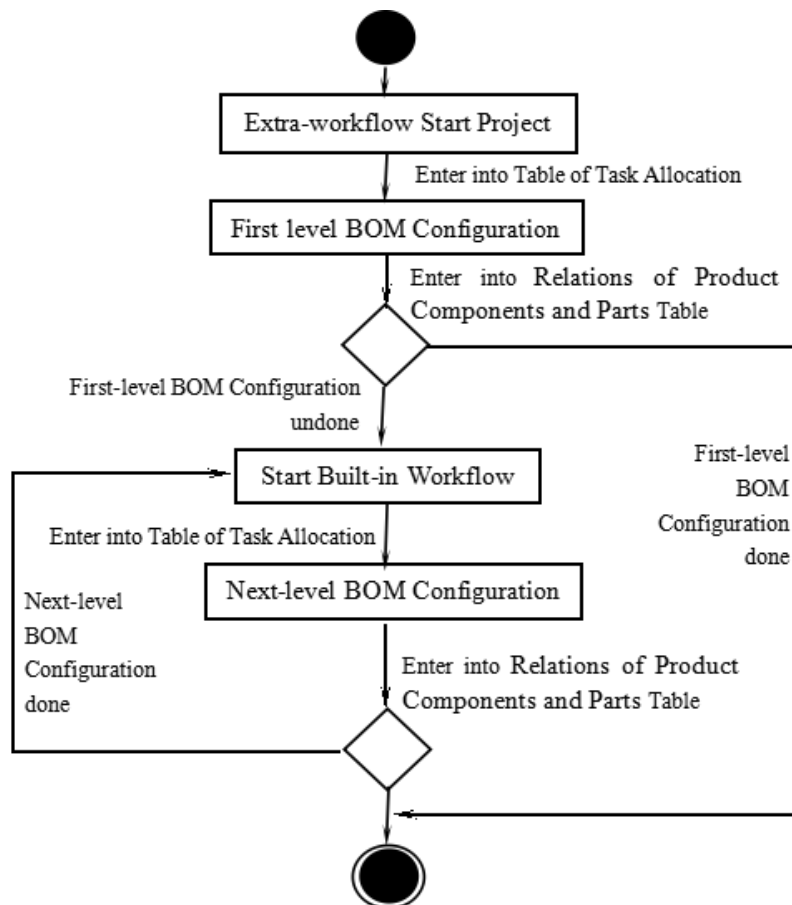 Extra-workflow Start Project
Enter into Table of Task Allocation
First level BOM Configuration
Enter into Relations of Product
Components and Parts Table
First-level BOM Configuration
undone
First-level
BOM
Configuration
done
Start Built-in Workflow
Enter into Table of Task Allocation
Next-level BOM Configuration
Next-level
BOM
Configuration
done
Enter into Relations of Product
Components and Parts Table